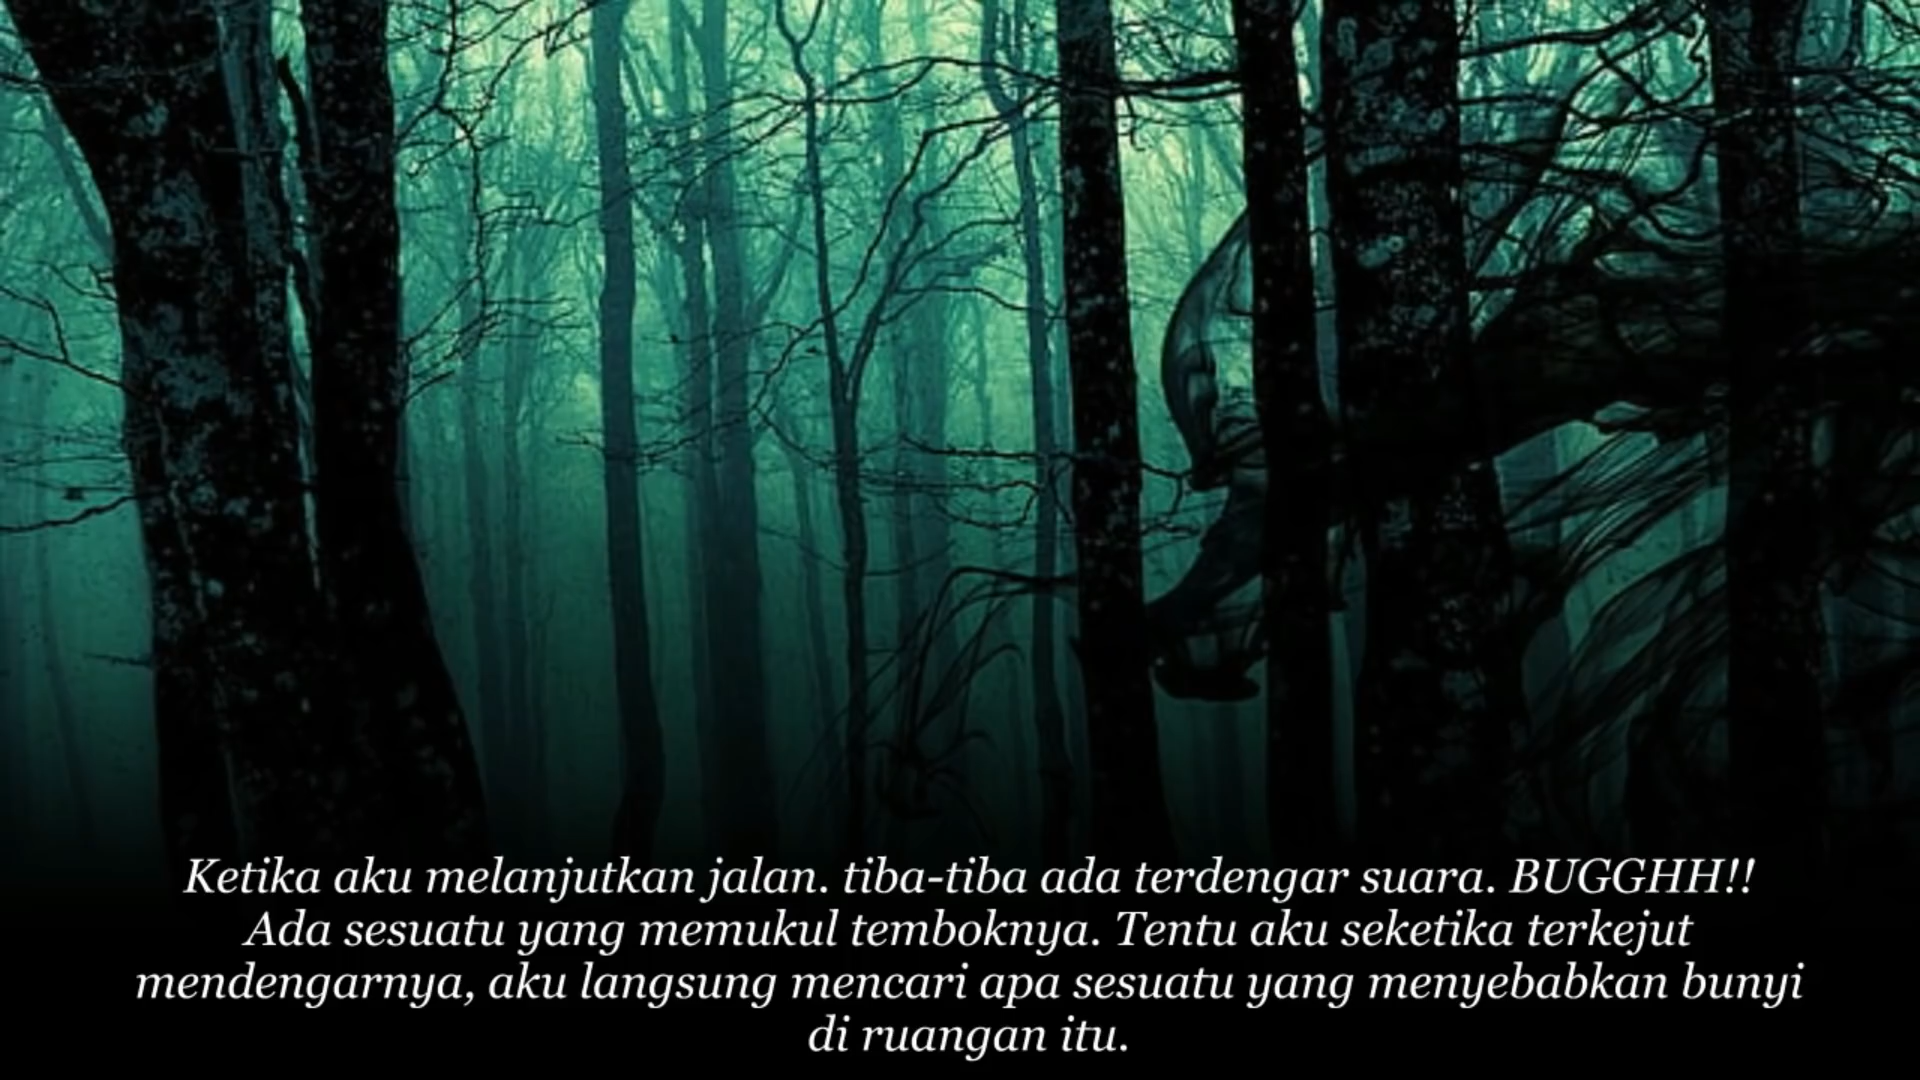 Ketika aku melanjutkan jalan. tiba-tiba ada terdengar suara. BUGGHH!!
Ada sesuatu yang memukul temboknya. Tentu aku seketika terkejut
mendengarnya, aku langsung mencari apa sesuatu yang menyebabkan bunyi
di ruangan itu.